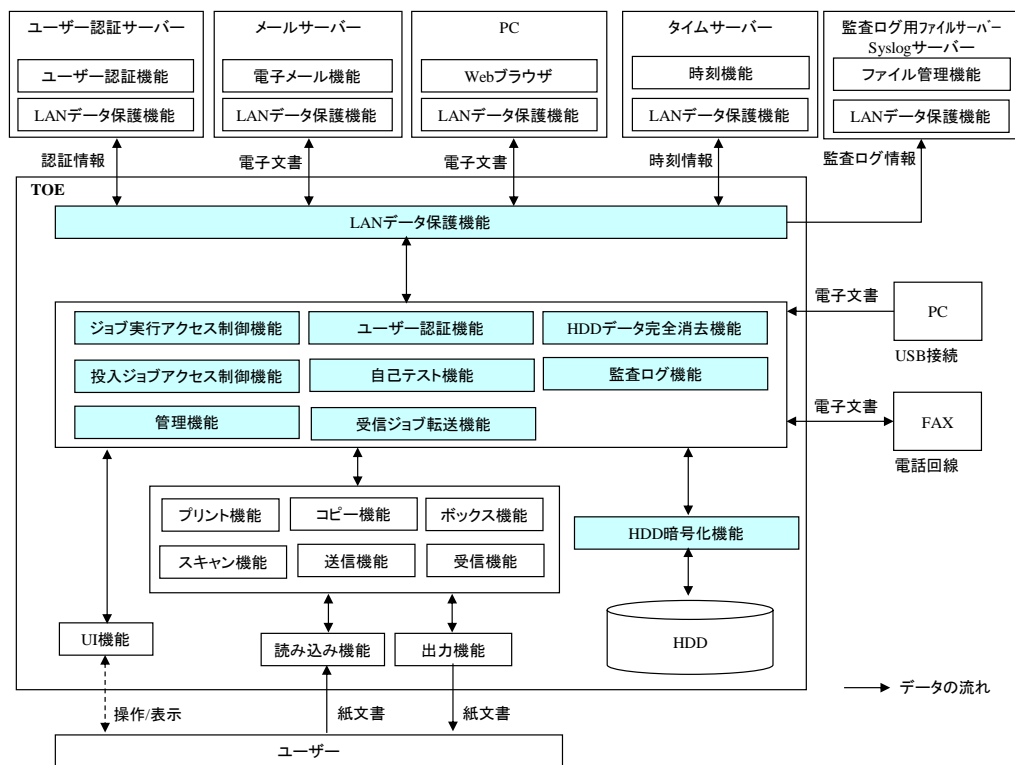 ユーザー認証サーバー
ユーザー認証機能
LANデータ保護機能
メールサーバー
電子メール機能
LANデータ保護機能
PC
Webブラウザ
LANデータ保護機能
タイムサーバー
時刻機能
LANデータ保護機能
監査ログ用ファイルサーバー
Syslogサーバー
ファイル管理機能
LANデータ保護機能
認証情報
電子文書
電子文書
時刻情報
監査ログ情報
TOE
LANデータ保護機能
ジョブ実行アクセス制御機能
ユーザー認証機能
HDDデータ完全消去機能
投入ジョブアクセス制御機能
自己テスト機能
監査ログ機能
管理機能
受信ジョブ転送機能
電子文書
PC
USB接続
電子文書
FAX
電話回線
プリント機能
コピー機能
ボックス機能
スキャン機能
送信機能
受信機能
HDD暗号化機能
HDD
UI機能
読み込み機能
出力機能
データの流れ
操作/表示
紙文書
紙文書
ユーザー